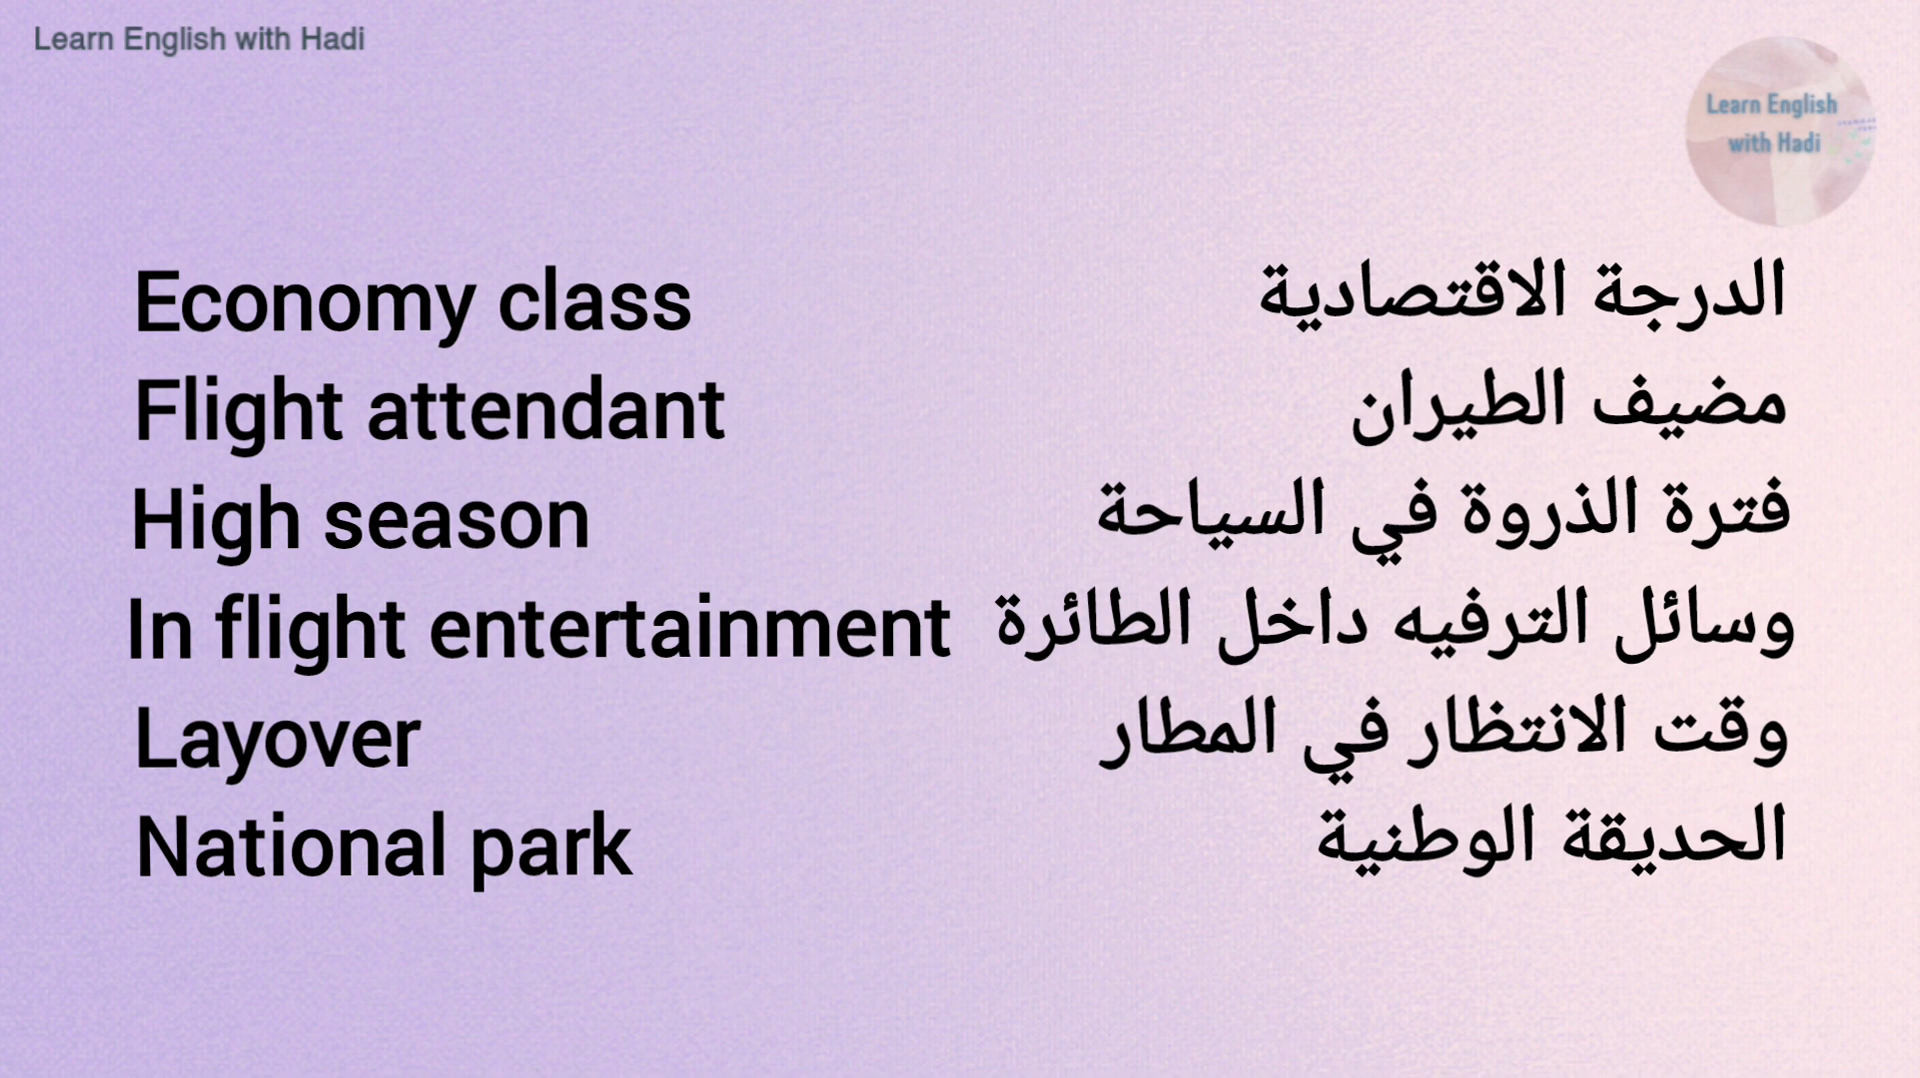 Learn English with Hadi
Learn English
with Hadi
Economy class الدرجة الاقتصادية
Flight attendant مضيف الطيران
High season فترة الذروة في السياحة
In flight entertainment وسائل الترفيه داخل الطائرة
Layover وقت الانتظار في المطار
National park الحديقة الوطنية